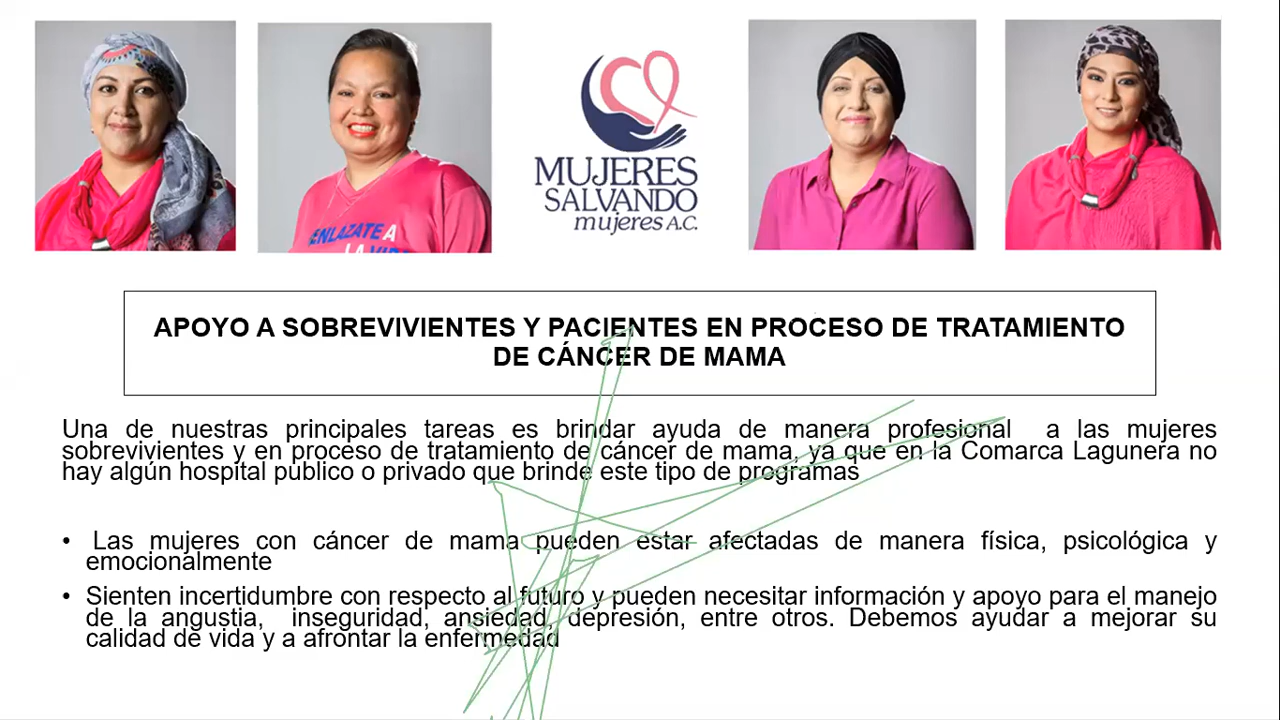 ENLAZATE A
LA VIDA
MUJERES
SALVANDO
mujeres A.C.
APOYO A SOBREVIVIENTES Y PACIENTES EN PROCESO DE TRATAMIENTO
DE CÁNCER DE MAMA
Una de nuestras principales tareas es brindar ayuda de manera profesional a las mujeres
sobrevivientes y en proceso de tratamiento de cáncer de mama, ya que en la Comarca Lagunera no
hay algún hospital público o privado que brinde este tipo de programas
• Las mujeres con cáncer de mama pueden estar afectadas de manera física, psicológica y
emocionalmente
• Sienten incertidumbre con respecto al futuro y pueden necesitar información y apoyo para el manejo
de la angustia, inseguridad, ansiedad, depresión, entre otros. Debemos ayudar a mejorar su
calidad de vida y a afrontar la enfermedad